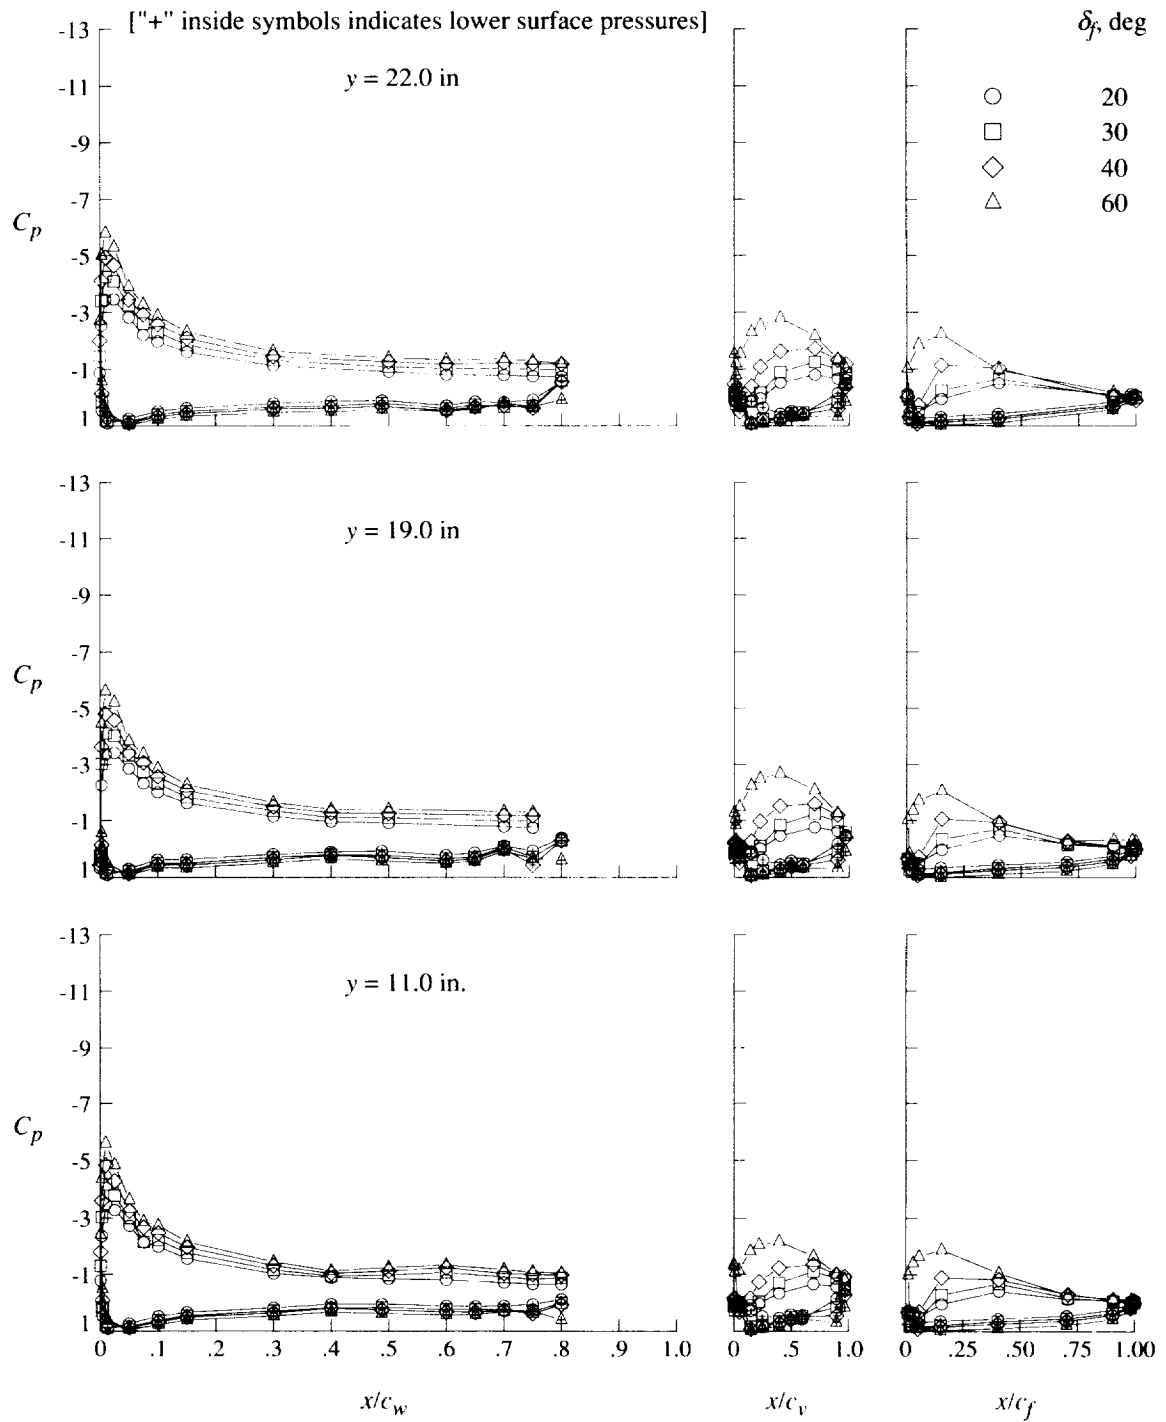 ["+" inside symbols indicates lower surface pressures]
δf, deg
20
30
40
60
y = 22.0 in
-13
-11
-9
-7
-5
-3
-1
1
Cp
y = 19.0 in
-13
-11
-9
-7
-5
-3
-1
1
Cp
y = 11.0 in.
-13
-11
-9
-7
-5
-3
-1
1
Cp
0 .1 .2 .3 .4 .5 .6 .7 .8 .9 1.0
0 .5 1.0
0 .25 .50 .75 1.00
x/cw
x/cv
x/cf